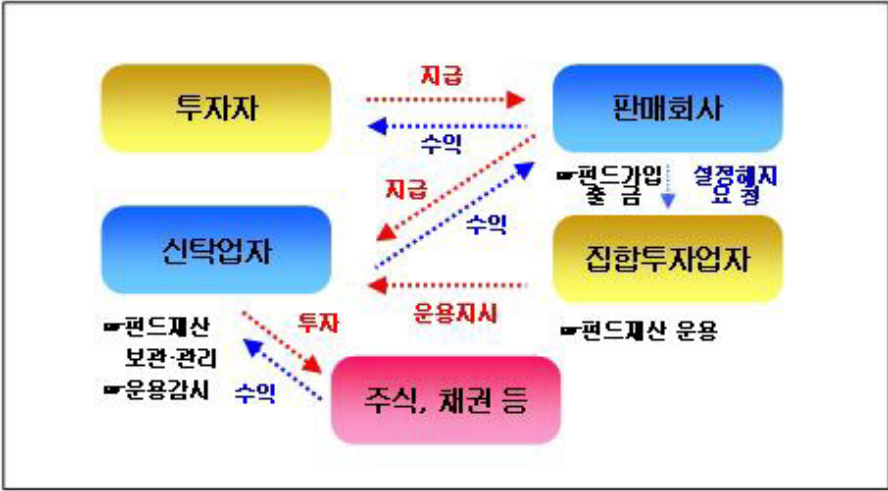 투자자
지급
수익
판매회사
☞펀드가입
출 금
설정해지
요 청
지급
수익
신탁업자
집합투자업자
운용지시
☞펀드재산
보관·관리
☞운용감시
투자
수익
☞펀드재산 운용
주식, 채권 등